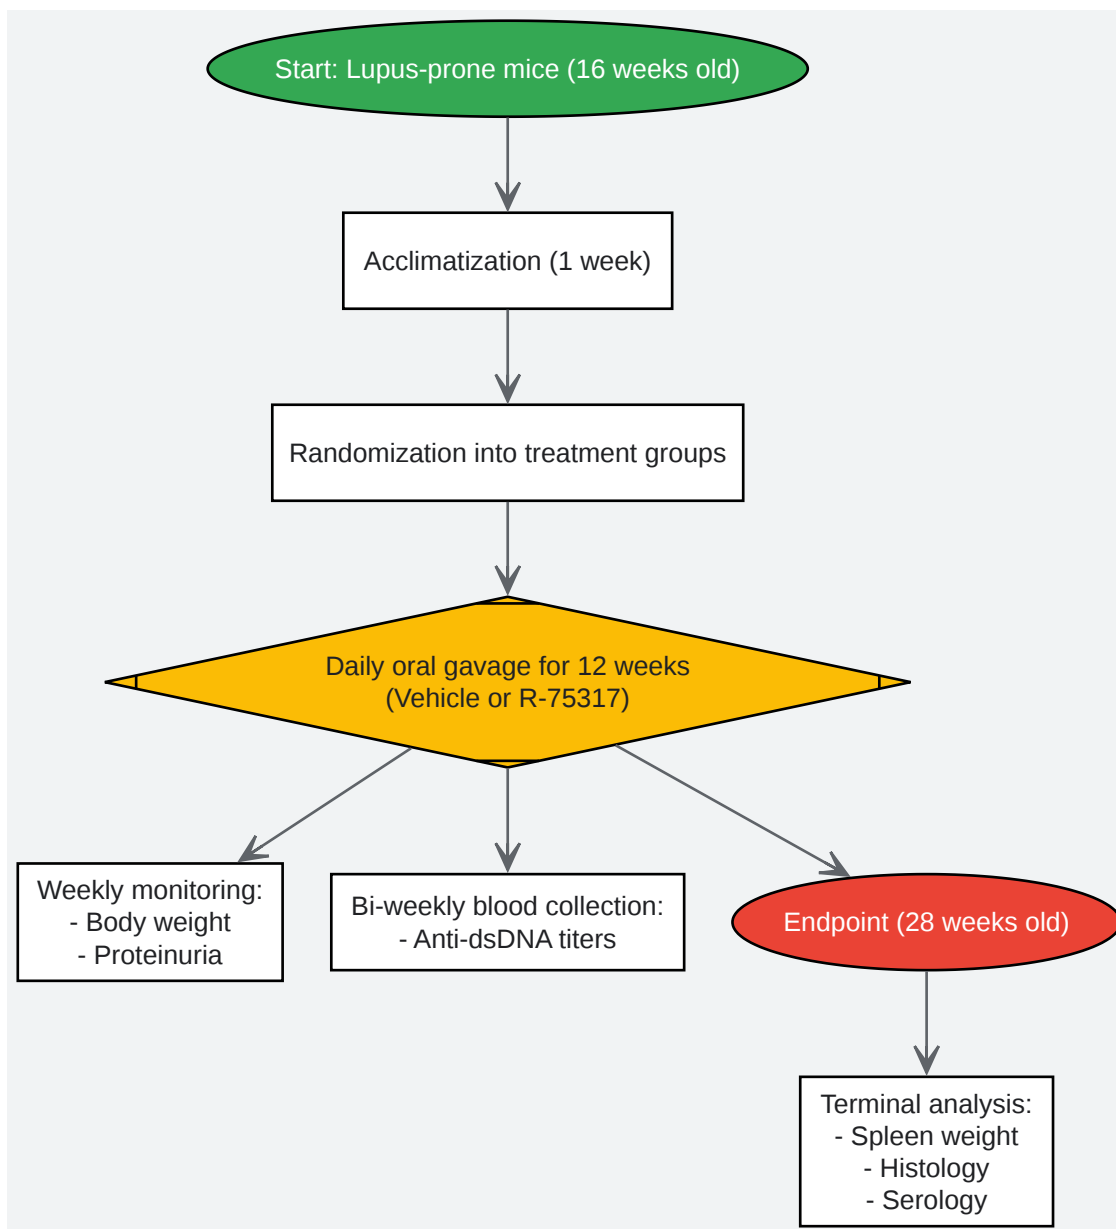 Start: Lupus-prone mice (16 weeks old)
Acclimatization (1 week)
Randomization into treatment groups
Daily oral gavage for 12 weeks
(Vehicle or R-75317)
Weekly monitoring:
- Body weight
- Proteinuria
Bi-weekly blood collection:
- Anti-dsDNA titers
Endpoint (28 weeks old)
Terminal analysis:
- Spleen weight
- Histology
- Serology